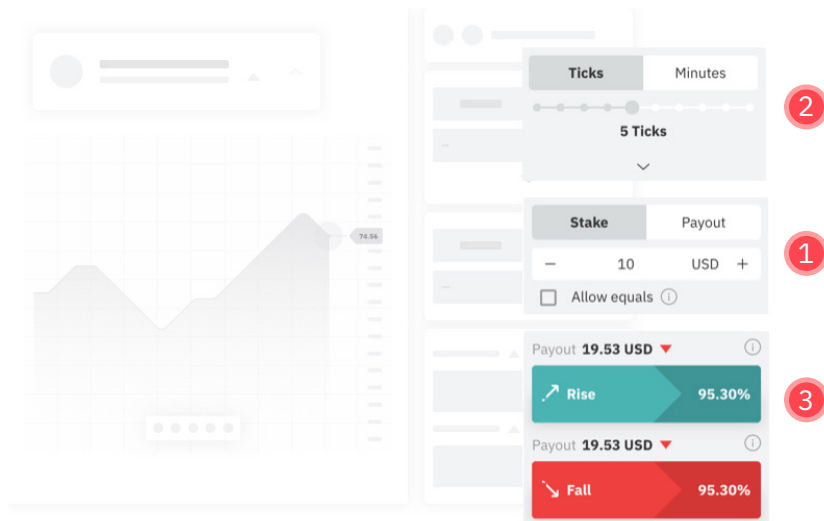 Ticks Minutes
5 Ticks
2
Stake Payout
− 10 USD +
Allow equals
1
74.56
Payout 19.53 USD
Rise 95.30%
3
Payout 19.53 USD
Fall 95.30%